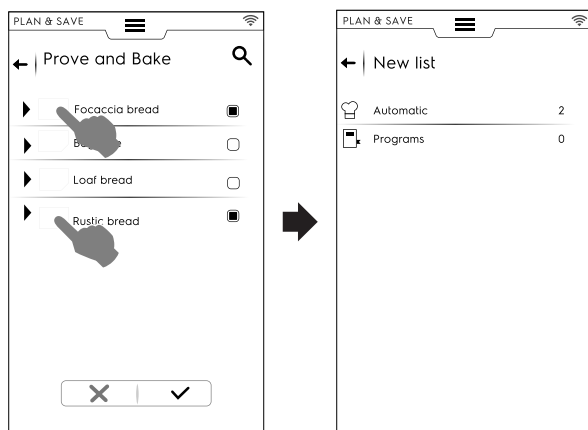 PLAN & SAVE
Prove and Bake
Focaccia bread
Loaf bread
Rustic bread
PLAN & SAVE
New list
Automatic 2
Programs 0